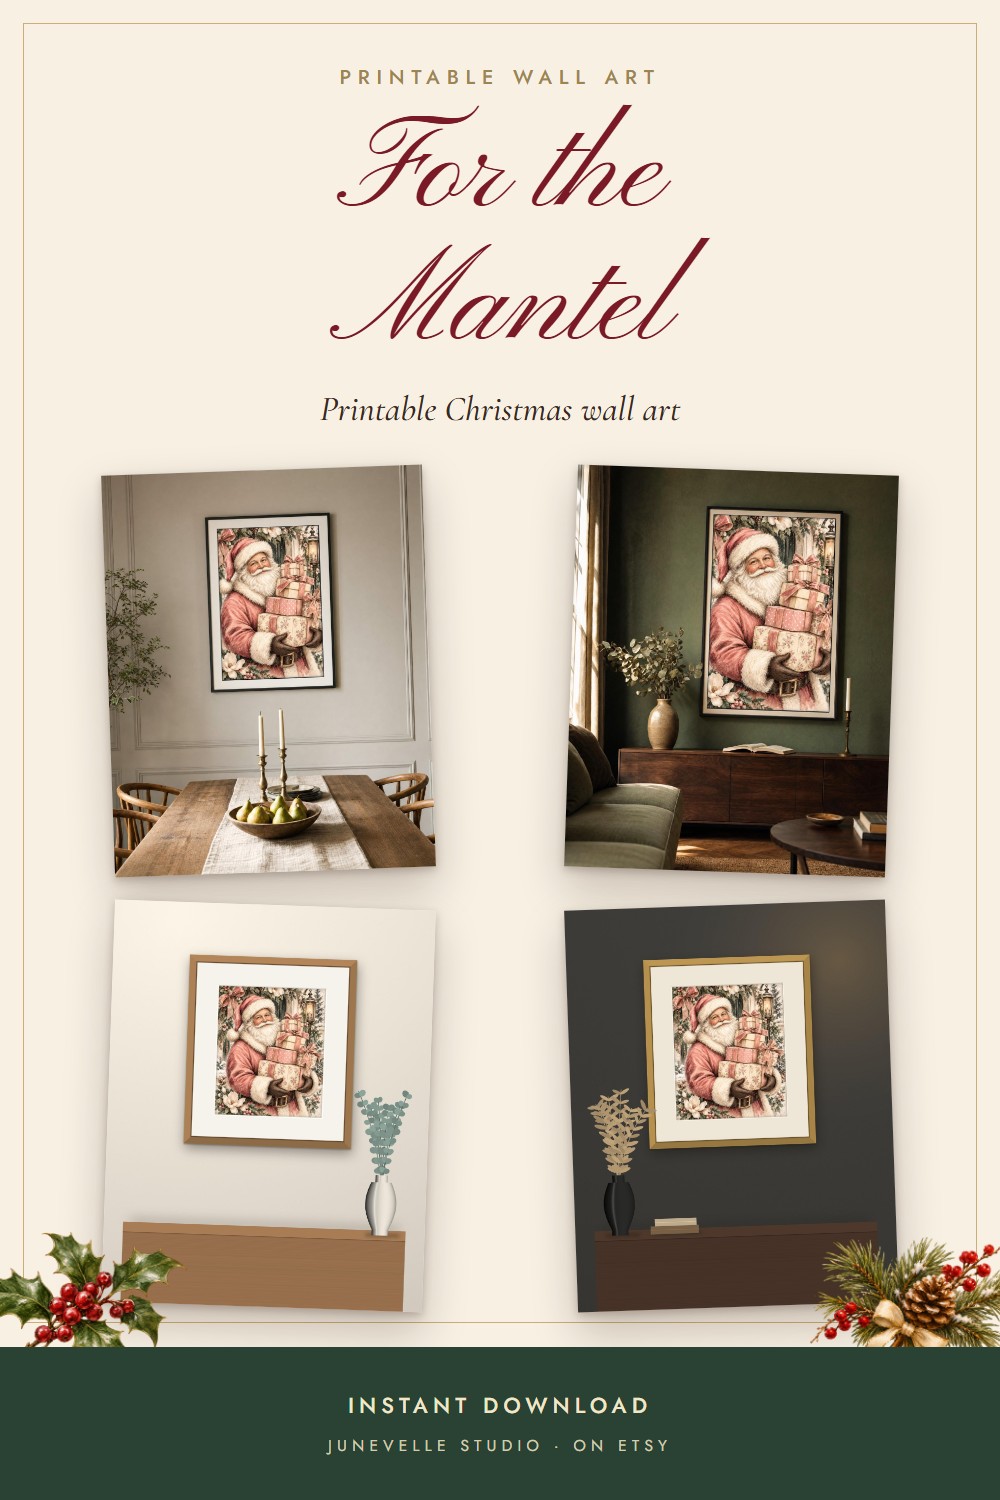 PRINTABLE WALL ART
For the
Mantel
Printable Christmas wall art
INSTANT DOWNLOAD
JUNEVELLE STUDIO · ON ETSY